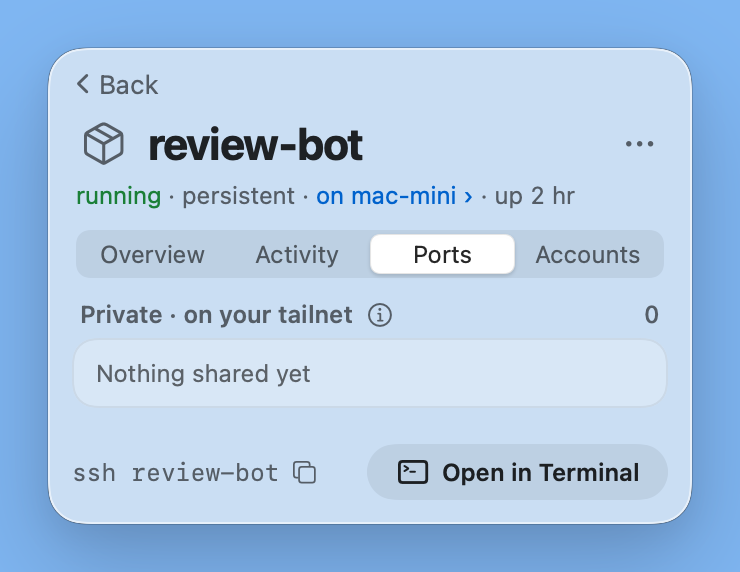 Back
review-bot
running · persistent · on mac-mini › · up 2 hr
Overview Activity Ports Accounts
Private · on your tailnet 0
Nothing shared yet
ssh review-bot Open in Terminal